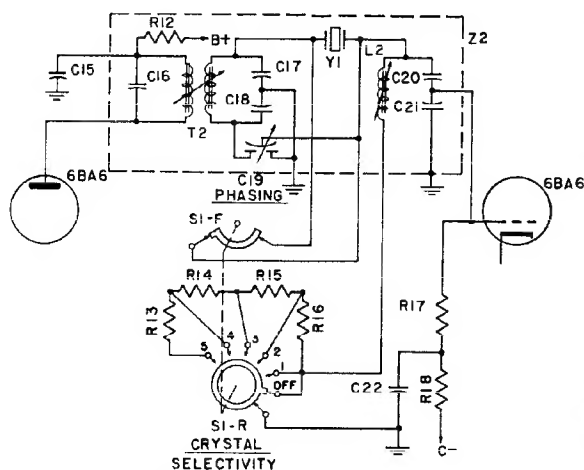 R12
B+
C15
C16
T2
C17
C18
Y1
L2
Z2
C20
C21
C19
PHASING
6BA6
6BA6
S1-F
R14
R15
R13
R16
5
4
3
2
1
OFF
S1-R
CRYSTAL
SELECTIVITY
C22
R17
R18
C-